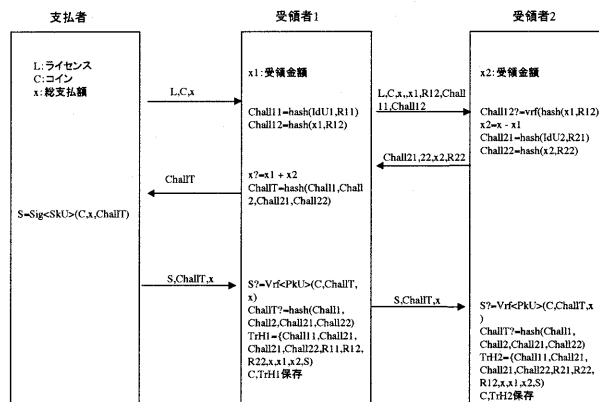 支払者
受領者1
受領者2
L:ライセンス
C:コイン
x:総支払額
L,C,x
x1:受領金額
Chall11=hash(IdU1,R11)
Chall12=hash(x1,R12)
L,C,x,,x1,R12,Chall
11,Chall12
x2:受領金額
Chall12?=vrf(hash(x1,R12)
x2=x - x1
Chall21=hash(IdU2,R21)
Chall22=hash(x2,R22)
Chall21,22,x2,R22
x?=x1 + x2
ChallT=hash(Chall1,Chall
2,Chall21,Chall22)
ChallT
S=Sig<SkU>(C,x,ChallT)
S,ChallT,x
S?=Vrf<PkU>(C,ChallT,
x)
ChallT?=hash(Chall1,
Chall2,Chall21,Chall22)
TrH1={Chall11,Chall21,
Chall21,Chall22,R11,R12,
R22,x,x1,x2,S)
C,TrH1保存
S,ChallT,x
S?=Vrf<PkU>(C,ChallT,x
)
ChallT?=hash(Chall1,
Chall2,Chall21,Chall22)
TrH2={Chall11,Chall21,
Chall21,Chall22,R21,R22,
R12,x,x1,x2,S)
C,TrH2保存